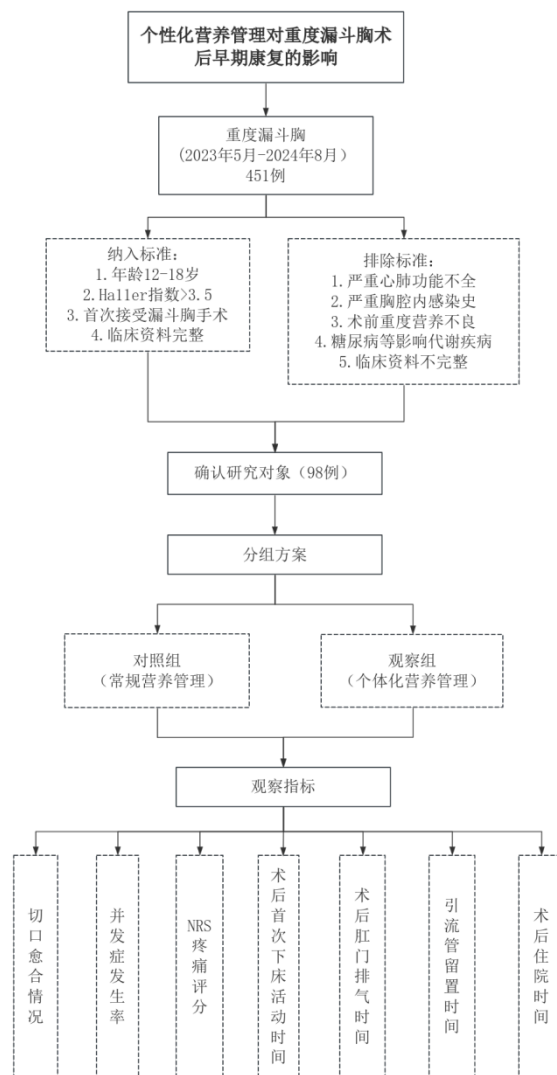 个性化营养管理对重度漏斗胸术
后早期康复的影响
重度漏斗胸
(2023年5月-2024年8月）
451例
纳入标准：
1.年龄12-18岁
2.Haller指数>3.5
3.首次接受漏斗胸手术
4.临床资料完整
排除标准：
1.严重心肺功能不全
2.严重胸腔内感染史
3.术前重度营养不良
4.糖尿病等影响代谢疾病
5.临床资料不完整
确认研究对象（98例）
分组方案
对照组
（常规营养管理）
观察组
（个体化营养管理）
观察指标
切口愈合情况
并发症发生率
NRS疼痛评分
术后首次下床活动时间
术后肛门排气时间
引流管留置时间
术后住院时间